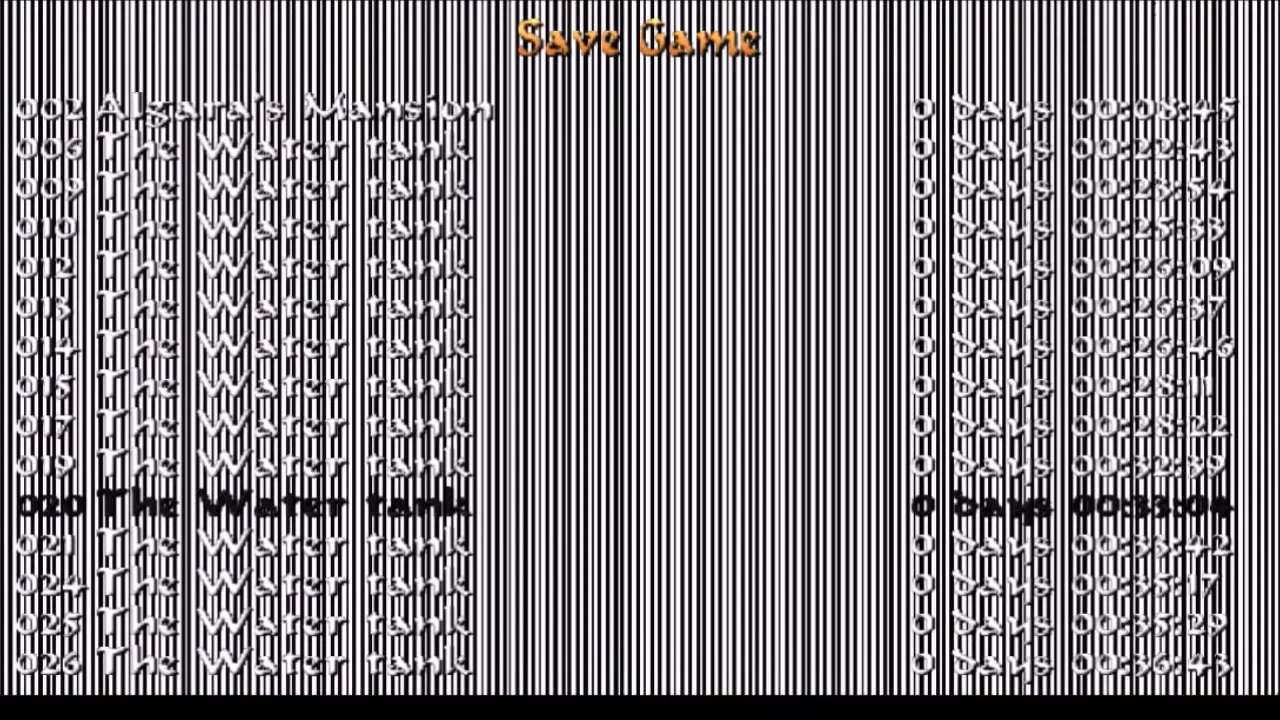 Save Game
002 Algara's Mansion 0 Days 00:08:45
006 The Water tank 0 Days 00:22:43
009 The Water tank 0 Days 00:23:54
010 The Water tank 0 Days 00:25:33
012 The Water tank 0 Days 00:26:09
013 The Water tank 0 Days 00:26:37
014 The Water tank 0 Days 00:26:46
015 The Water tank 0 Days 00:28:11
017 The Water tank 0 Days 00:28:22
019 The Water tank 0 Days 00:32:39
020 The Water tank 0 Days 00:33:04
021 The Water tank 0 Days 00:33:42
024 The Water tank 0 Days 00:35:17
025 The Water tank 0 Days 00:35:29
026 The Water tank 0 Days 00:36:43